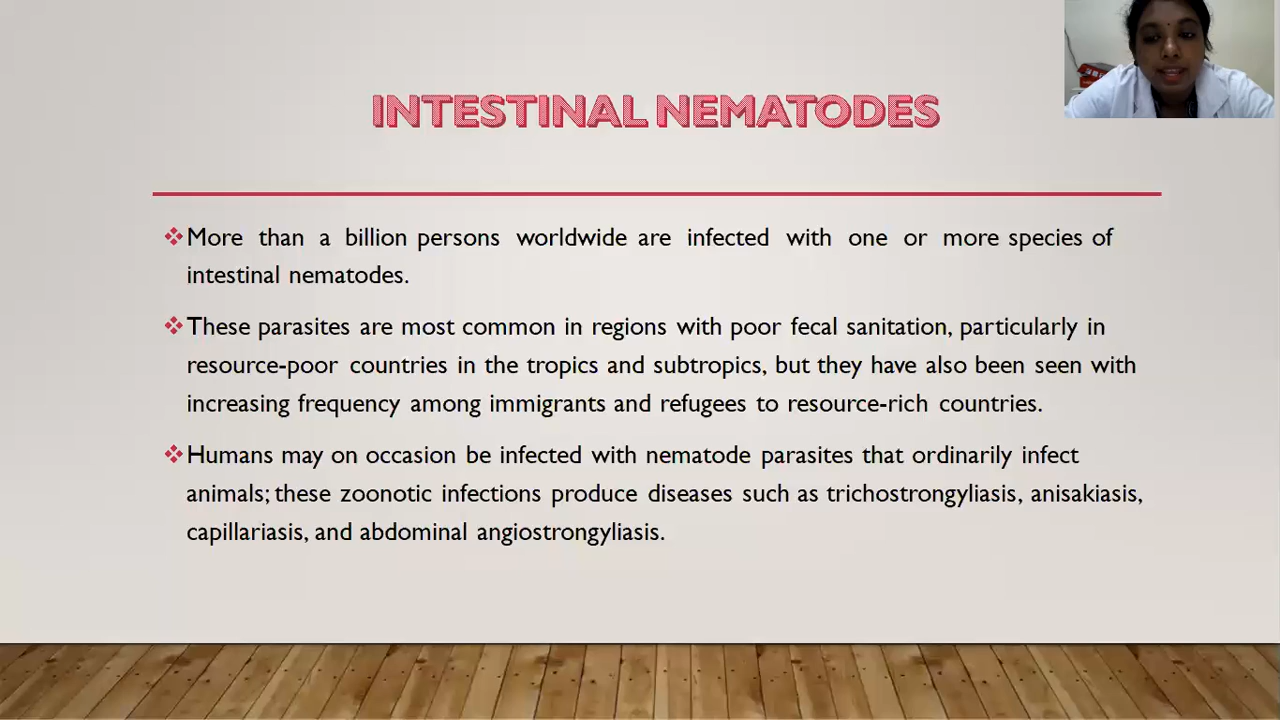 INTESTINAL NEMATODES
❖More than a billion persons worldwide are infected with one or more species of
intestinal nematodes.
❖These parasites are most common in regions with poor fecal sanitation, particularly in
resource-poor countries in the tropics and subtropics, but they have also been seen with
increasing frequency among immigrants and refugees to resource-rich countries.
❖Humans may on occasion be infected with nematode parasites that ordinarily infect
animals; these zoonotic infections produce diseases such as trichostrongyliasis, anisakiasis,
capillariasis, and abdominal angiostrongyliasis.